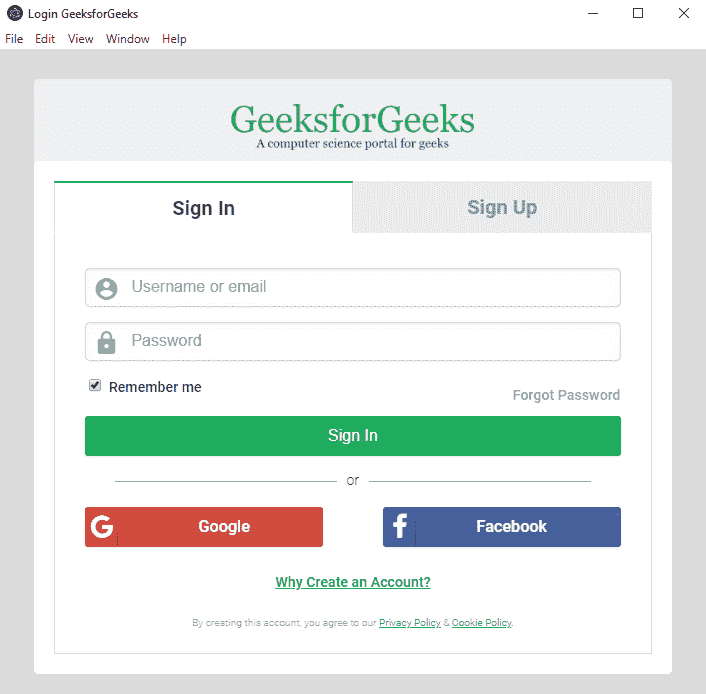 Login GeeksforGeeks
File Edit View Window Help
GeeksforGeeks
A computer science portal for geeks
Sign In Sign Up
Username or email
Password
Remember me
Forgot Password
Sign In
or
Google Facebook
Why Create an Account?
By creating this account, you agree to our Privacy Policy & Cookie Policy.